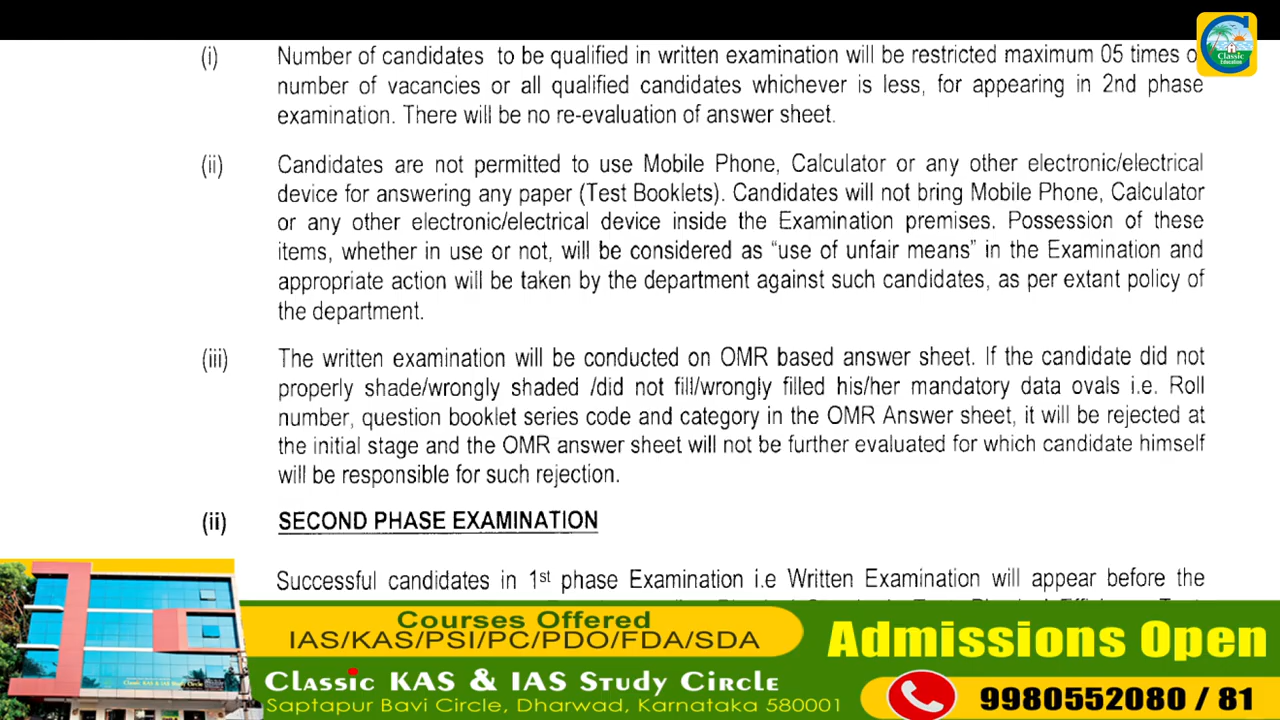 Classic
Education
(i) Number of candidates to be qualified in written examination will be restricted maximum 05 times
number of vacancies or all qualified candidates whichever is less, for appearing in 2nd phase
examination. There will be no re-evaluation of answer sheet.
(ii) Candidates are not permitted to use Mobile Phone, Calculator or any other electronic/electrical
device for answering any paper (Test Booklets). Candidates will not bring Mobile Phone, Calculator
or any other electronic/electrical device inside the Examination premises. Possession of these
items, whether in use or not, will be considered as “use of unfair means” in the Examination and
appropriate action will be taken by the department against such candidates, as per extant policy of
the department.
(iii) The written examination will be conducted on OMR based answer sheet. If the candidate did not
properly shade/wrongly shaded /did not fill/wrongly filled his/her mandatory data ovals i.e. Roll
number, question booklet series code and category in the OMR Answer sheet, it will be rejected at
the initial stage and the OMR answer sheet will not be further evaluated for which candidate himself
will be responsible for such rejection.
(ii) SECOND PHASE EXAMINATION
Successful candidates in 1st phase Examination i.e Written Examination will appear before the
Courses Offered
IAS/KAS/PSI/PC/PDO/FDA/SDA
Admissions Open
Classic KAS & IAS Study Circle
Saptapur Bavi Circle, Dharwad, Karnataka 580001
9980552080 / 81